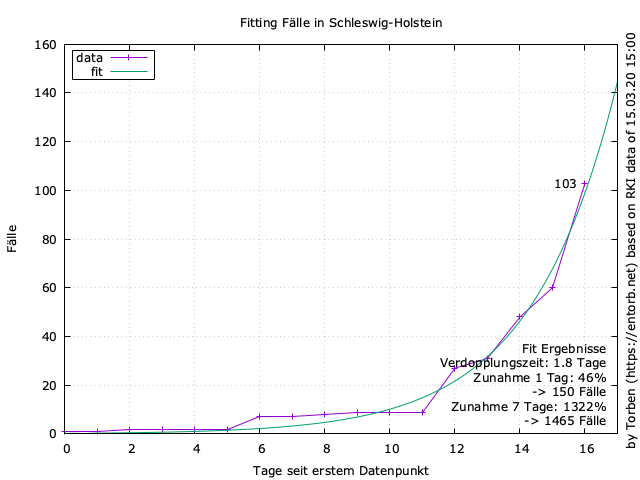 Fitting Fälle in Schleswig-Holstein
160
140
120
100
80
60
40
20
0
Fälle
data
fit
103
Fit Ergebnisse
Verdopplungszeit: 1.8 Tage
Zunahme 1 Tag: 46%
-> 150 Fälle
Zunahme 7 Tage: 1322%
-> 1465 Fälle
0 2 4 6 8 10 12 14 16
Tage seit erstem Datenpunkt
by Torben (https://entorb.net) based on RKI data of 15.03.20 15:00